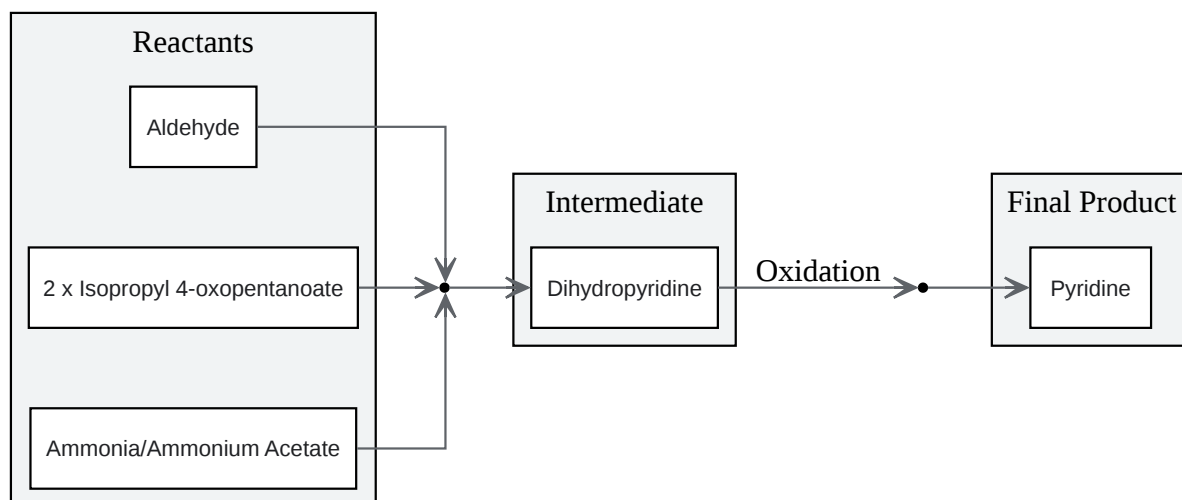 Reactants
Aldehyde
2 x Isopropyl 4-oxopentanoate
Ammonia/Ammonium Acetate
Intermediate
Dihydropyridine
Oxidation
Final Product
Pyridine